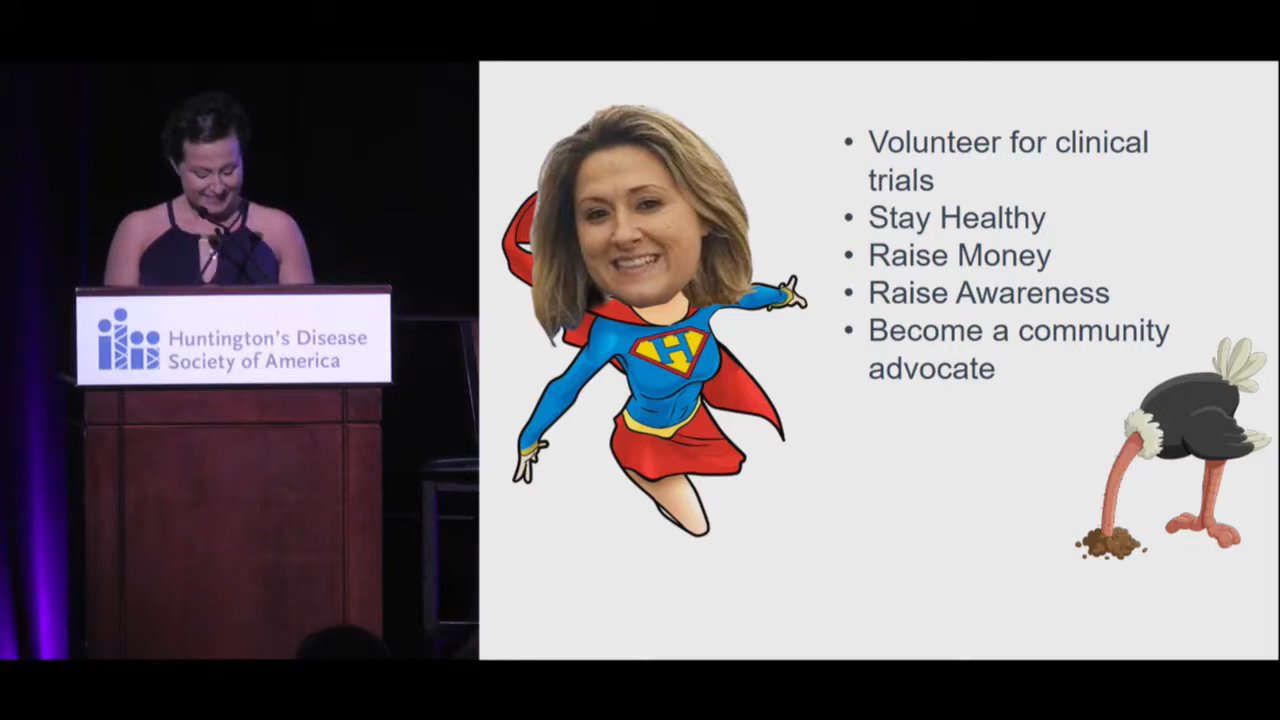 Huntington's Disease
Society of America
H
• Volunteer for clinical
trials
• Stay Healthy
• Raise Money
• Raise Awareness
• Become a community
advocate